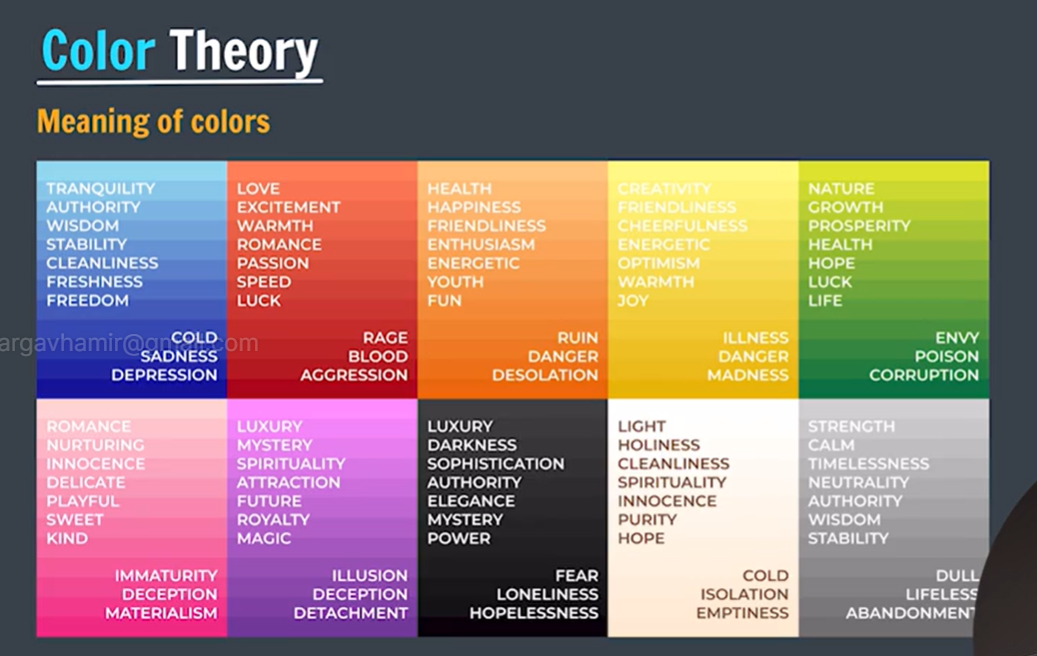 Color Theory
Meaning of colors
TRANQUILITY
AUTHORITY
WISDOM
STABILITY
CLEANLINESS
FRESHNESS
FREEDOM
COLD
SADNESS
DEPRESSION
LOVE
EXCITEMENT
WARMTH
ROMANCE
PASSION
SPEED
LUCK
RAGE
BLOOD
AGGRESSION
HEALTH
HAPPINESS
FRIENDLINESS
ENTHUSIASM
ENERGETIC
YOUTH
FUN
RUIN
DANGER
DESOLATION
CREATIVITY
FRIENDLINESS
CHEERFULNESS
ENERGETIC
OPTIMISM
WARMTH
JOY
ILLNESS
DANGER
MADNESS
NATURE
GROWTH
PROSPERITY
HEALTH
HOPE
LUCK
LIFE
ENVY
POISON
CORRUPTION
ROMANCE
NURTURING
INNOCENCE
DELICATE
PLAYFUL
SWEET
KIND
IMMATURITY
DECEPTION
MATERIALISM
LUXURY
MYSTERY
SPIRITUALITY
ATTRACTION
FUTURE
ROYALTY
MAGIC
ILLUSION
DECEPTION
DETACHMENT
LUXURY
DARKNESS
SOPHISTICATION
AUTHORITY
ELEGANCE
MYSTERY
POWER
FEAR
LONELINESS
HOPELESSNESS
LIGHT
HOLINESS
CLEANLINESS
SPIRITUALITY
INNOCENCE
PURITY
HOPE
COLD
ISOLATION
EMPTINESS
STRENGTH
CALM
TIMELESSNESS
NEUTRALITY
AUTHORITY
WISDOM
STABILITY
DULL
LIFELESS
ABANDONMENT